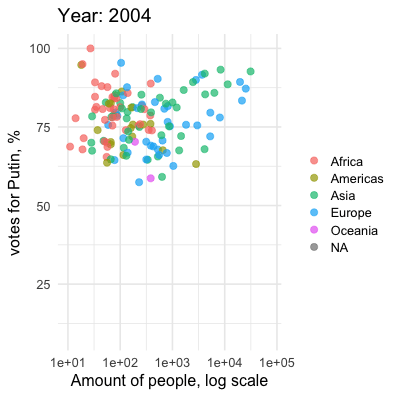 Year: 2004
100
75
50
25
votes for Putin, %
1e+01 1e+02 1e+03 1e+04 1e+05
Amount of people, log scale
Africa
Americas
Asia
Europe
Oceania
NA